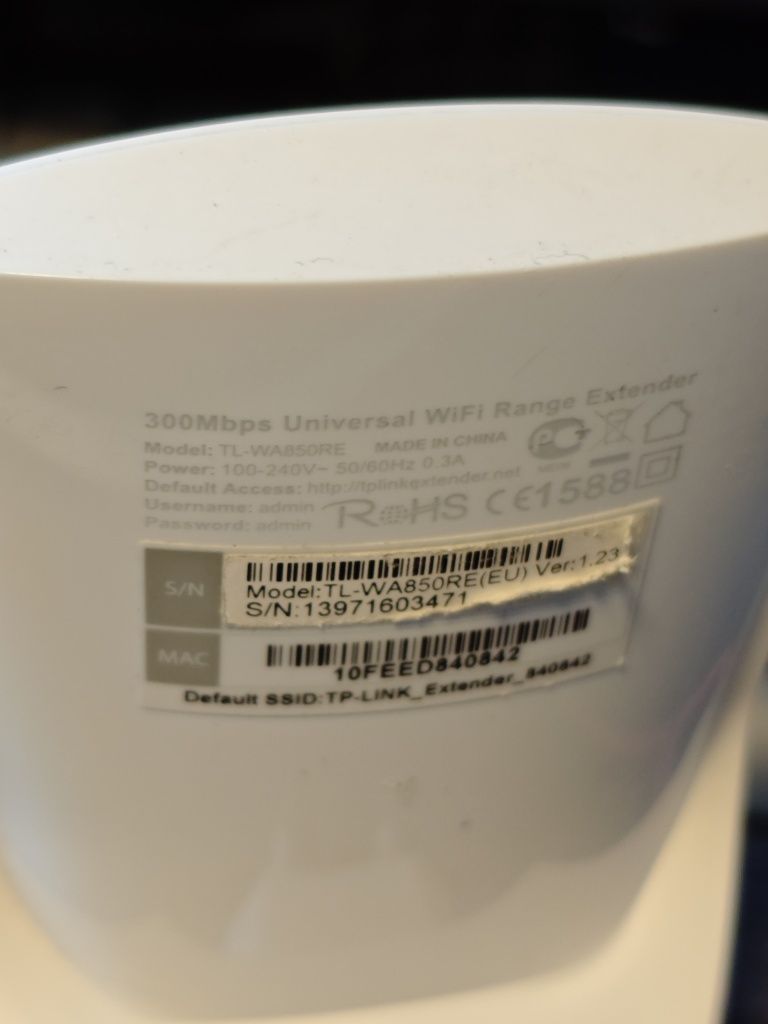 300Mbps Universal WiFi Range Extender
Model: TL-WA850RE MADE IN CHINA
Power: 100-240V~ 50/60Hz 0.3A
Default Access: http://tplinkextender.net
Username: admin
Password: admin
RoHS CE1588
S/N
Model:TL-WA850RE(EU) Ver:1.23
S/N:13971603471
MAC
10FEED840842
Default SSID:TP-LINK_Extender_840842